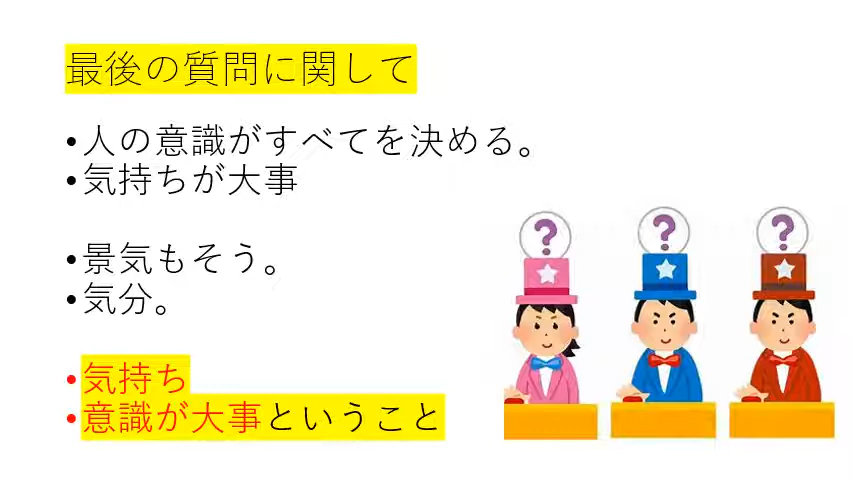 最後の質問に関して
•人の意識がすべてを決める。
•気持ちが大事
•景気もそう。
•気分。
•気持ち
•意識が大事ということ
? ? ?